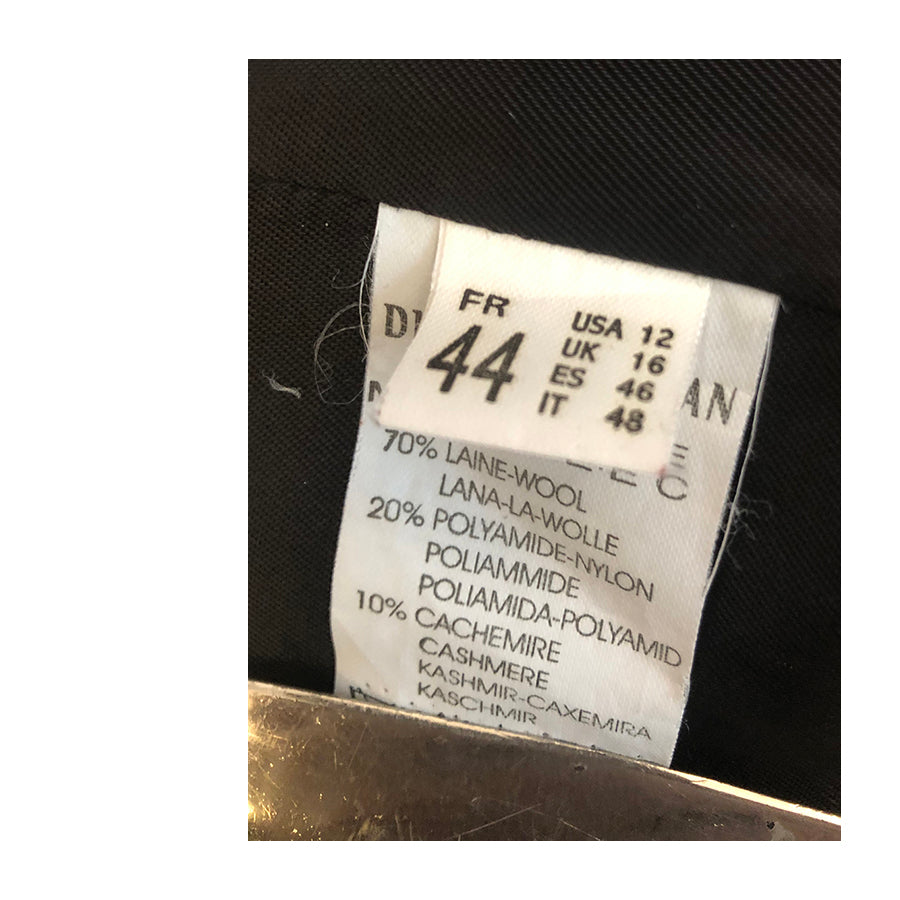 FR
44
USA 12
UK 16
ES 46
IT 48
70% LAINE-WOOL
LANA-LA-WOLLE
20% POLYAMIDE-NYLON
POLIAMMIDE
POLIAMIDA-POLYAMID
10% CACHEMIRE
CASHMERE
KASHMIR-CAXEMIRA
KASCHMIR